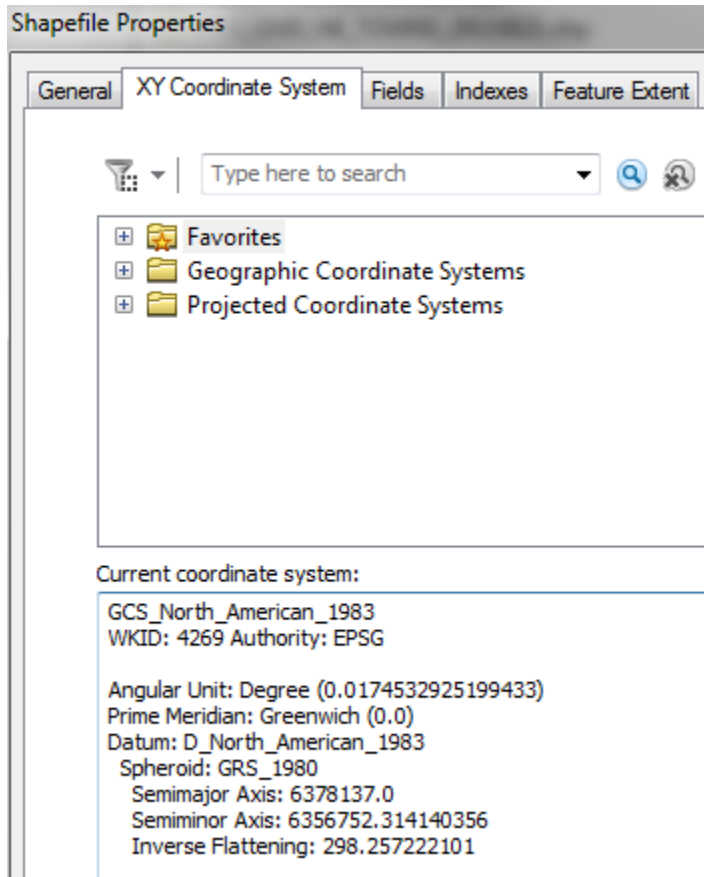 Shapefile Properties
General
XY Coordinate System
Fields
Indexes
Feature Extent
Type here to search
Favorites
Geographic Coordinate Systems
Projected Coordinate Systems
Current coordinate system:
GCS_North_American_1983
WKID: 4269 Authority: EPSG
Angular Unit: Degree (0.0174532925199433)
Prime Meridian: Greenwich (0.0)
Datum: D_North_American_1983
Spheroid: GRS_1980
Semimajor Axis: 6378137.0
Semiminor Axis: 6356752.314140356
Inverse Flattening: 298.257222101